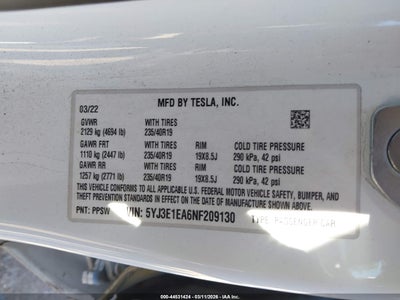 MFD BY TESLA, INC.
03/22
GVWR WITH TIRES
2129 kg (4694 lb) 235/40R19
GAWR FRT WITH TIRES RIM COLD TIRE PRESSURE
1110 kg (2447 lb) 235/40R19 19X8.5J 290 kPa, 42 psi
GAWR RR WITH TIRES RIM COLD TIRE PRESSURE
1257 kg (2771 lb) 235/40R19 19X8.5J 290 kPa, 42 psi
THIS VEHICLE CONFORMS TO ALL APPLICABLE U.S. FEDERAL MOTOR VEHICLE SAFETY, BUMPER, AND
THEFT PREVENTION STANDARDS IN EFFECT ON THE DATE OF MANUFACTURE SHOWN ABOVE.
PNT: PPSW VIN: 5YJ3E1EA6NF209130 TYPE: PASSENGER CAR
ID: 000-44531424 | 03/11/2026 - IAA, LLC